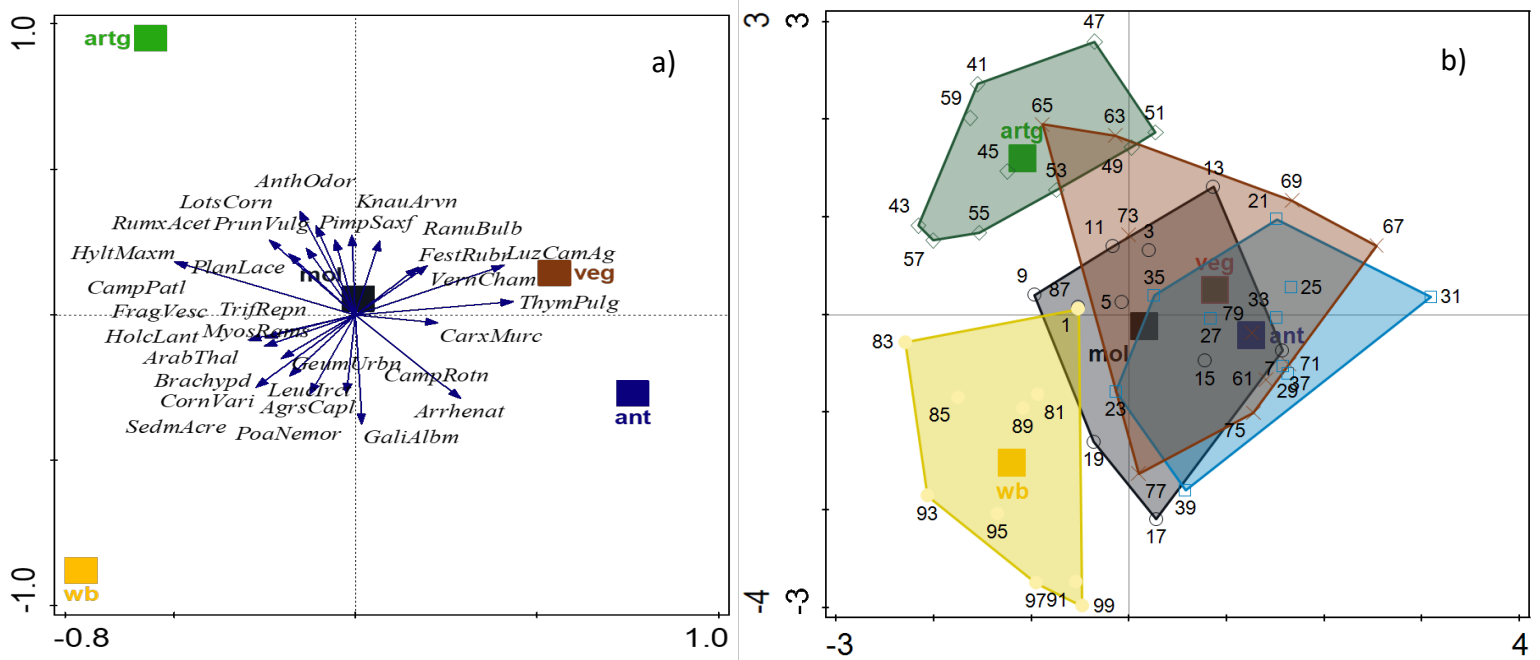 1.0
artg
a)
AnthOdor
LotsCorn
KnauArvn
RumxAcet
PrunVulg
PimpSaxf
RanuBulb
HyltMaxm
PlanLace
mol
FestRubr
LuzCamAg
veg
VernCham
CampPatl
ThymPulg
FragVesc
TrifRepn
HolcLant
MyosRams
CarxMurc
ArabThal
GeumUrbn
CampRotn
Brachypd
LeucIrct
CornVari
AgrsCapl
Arrhenat
ant
SedmAcre
PoaNemor
GaliAlbm
-1.0
wb
-0.8
1.0
3
3
b)
47
41
59
65
63
51
artg
45
53
49
13
43
55
57
11
73
3
21
69
67
9
87
35
veg
25
31
5
79
33
1
mol
27
ant
83
15
61
7
71
37
29
85
81
89
23
75
19
wb
77
39
93
95
17
97
91
99
-4
-3
-3
4